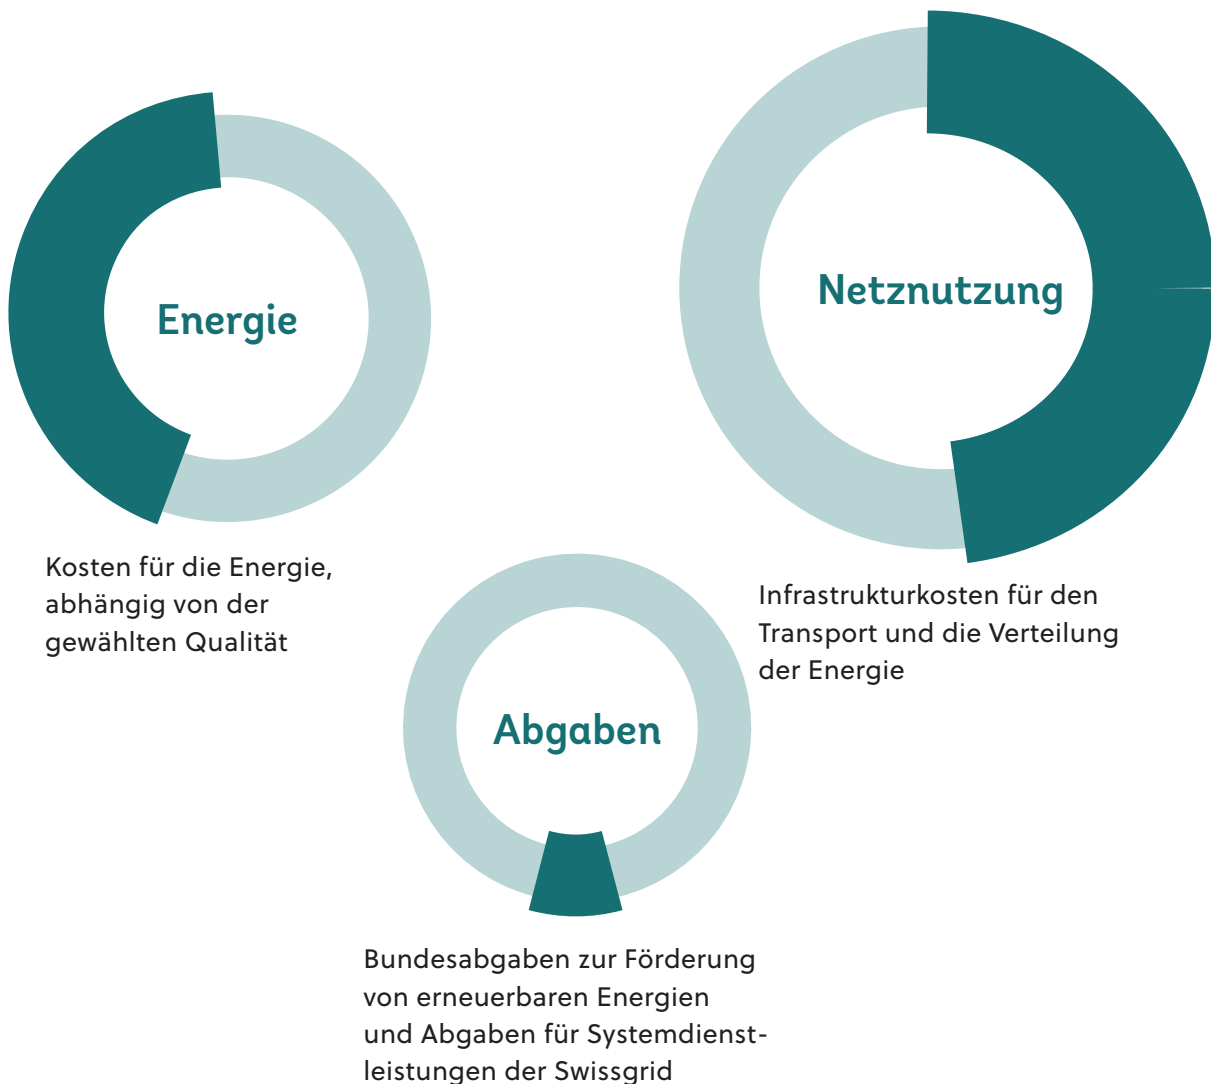 Energie
Kosten für die Energie,
abhängig von der
gewählten Qualität
Netznutzung
Infrastrukturkosten für den
Transport und die Verteilung
der Energie
Abgaben
Bundesabgaben zur Förderung
von erneuerbaren Energien
und Abgaben für Systemdienst-
leistungen der Swissgrid